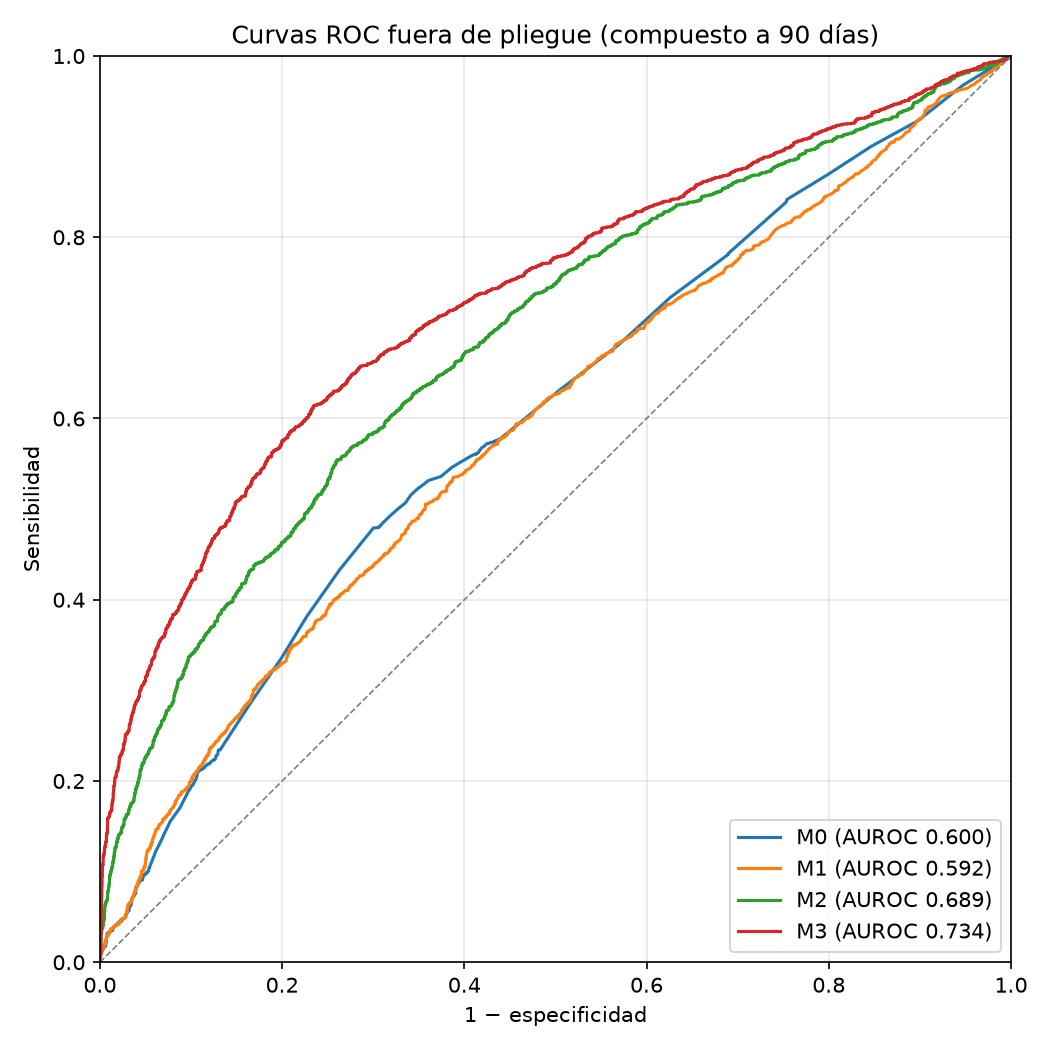 Curvas ROC fuera de pliegue (compuesto a 90 días)
1.0
0.8
0.6
0.4
0.2
0.0
Sensibilidad
M0 (AUROC 0.600)
M1 (AUROC 0.592)
M2 (AUROC 0.689)
M3 (AUROC 0.734)
0.0 0.2 0.4 0.6 0.8 1.0
1 − especificidad